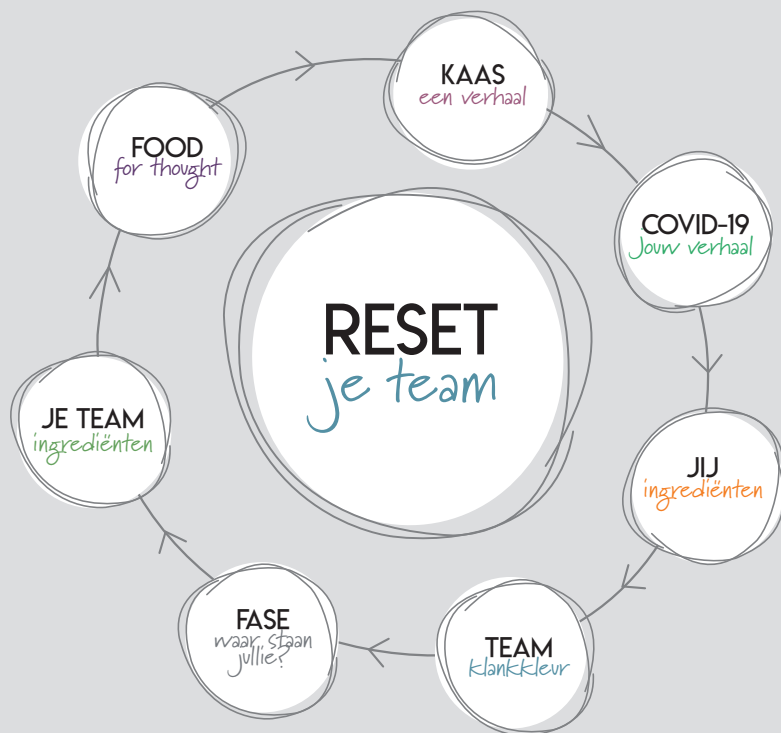 KAAS
een verhaal
FOOD
for thought
COVID-19
Jouw verhaal
RESET
je team
JE TEAM
ingrediënten
JIJ
ingrediënten
FASE
waar staan
jullie?
TEAM
klankkleur